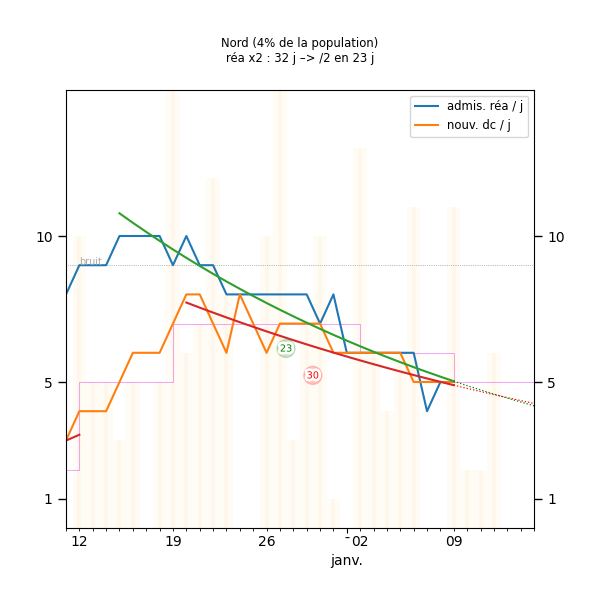 Nord (4% de la population)
réa x2 : 32 j –> /2 en 23 j
admis. réa / j
nouv. dc / j
10
bruit
10
23
30
5
5
1
1
12
19
26
02
09
janv.